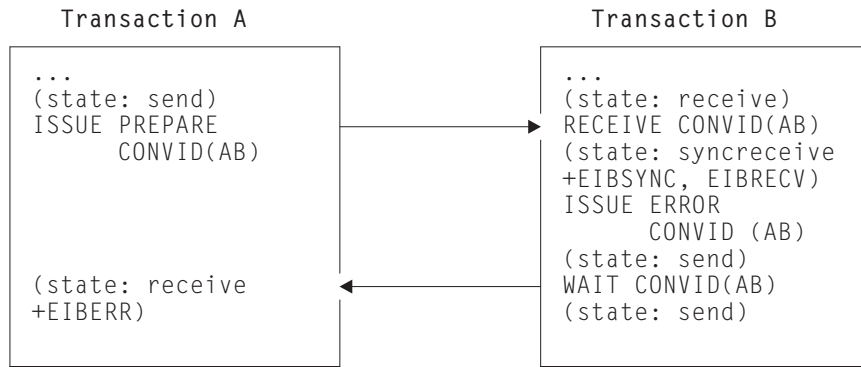 Transaction A
...
(state: send)
ISSUE PREPARE
CONVID(AB)
(state: receive
+EIBERR)
Transaction B
...
(state: receive)
RECEIVE CONVID(AB)
(state: syncreceive
+EIBSYNC, EIBRECV)
ISSUE ERROR
CONVID (AB)
(state: send)
WAIT CONVID(AB)
(state: send)